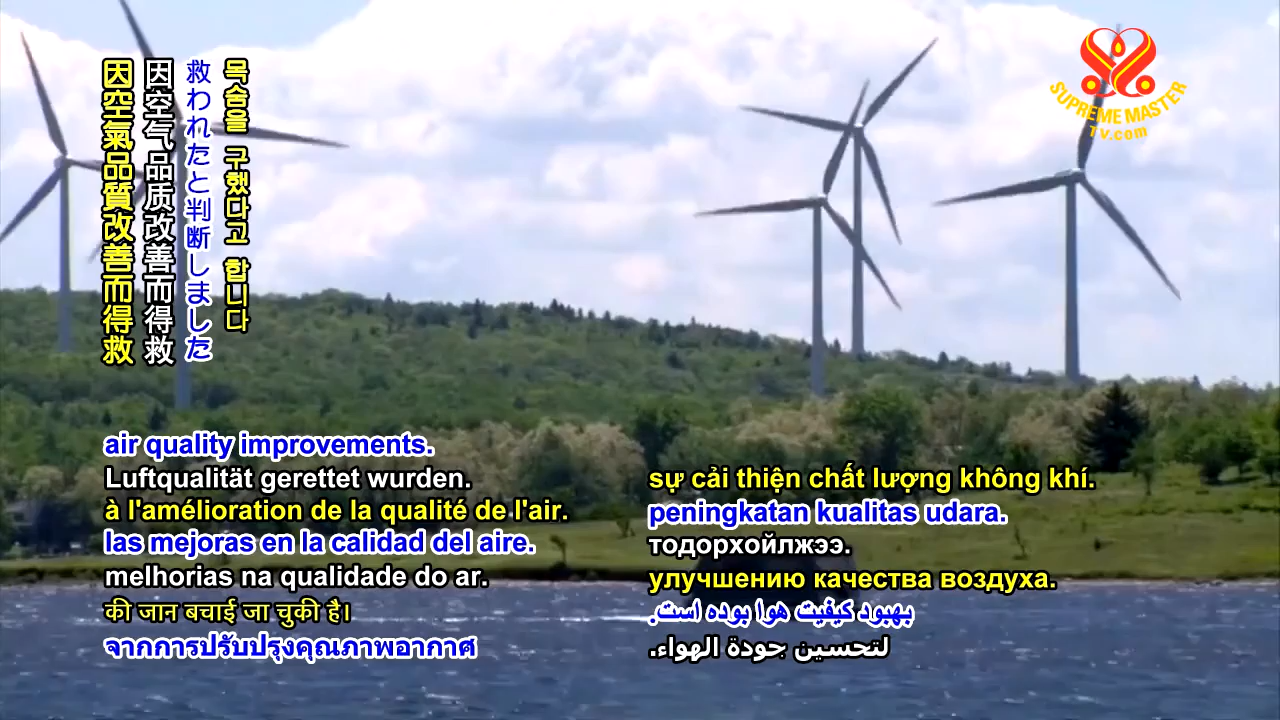 목숨을 구했다고 합니다
救われたと判断しました
因空气品质改善而得救
因空氣品質改善而得救
SUPREME MASTER
TV.com
air quality improvements.
Luftqualität gerettet wurden.
à l'amélioration de la qualité de l'air.
las mejoras en la calidad del aire.
melhorias na qualidade do ar.
की जान बचाई जा चुकी है।
จากการปรับปรุงคุณภาพอากาศ
sự cải thiện chất lượng không khí.
peningkatan kualitas udara.
тодорхойлжээ.
улучшению качества воздуха.
بهبود کیفیت هوا بوده است.
لتحسين جودة الهواء.